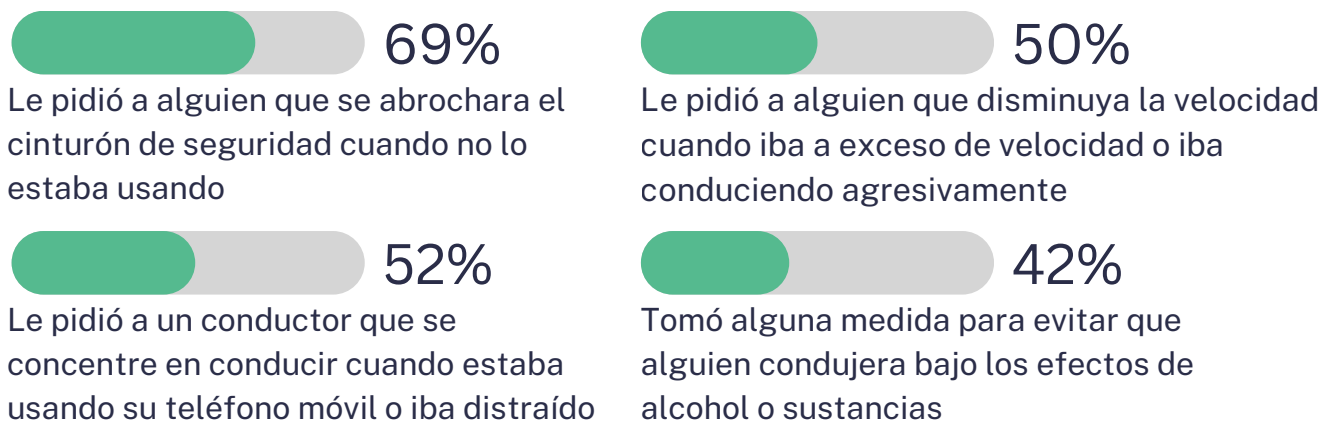 69%
Le pidió a alguien que se abrochara el
cinturón de seguridad cuando no lo
estaba usando
50%
Le pidió a alguien que disminuya la velocidad
cuando iba a exceso de velocidad o iba
conduciendo agresivamente
52%
Le pidió a un conductor que se
concentre en conducir cuando estaba
usando su teléfono móvil o iba distraído
42%
Tomó alguna medida para evitar que
alguien condujera bajo los efectos de
alcohol o sustancias